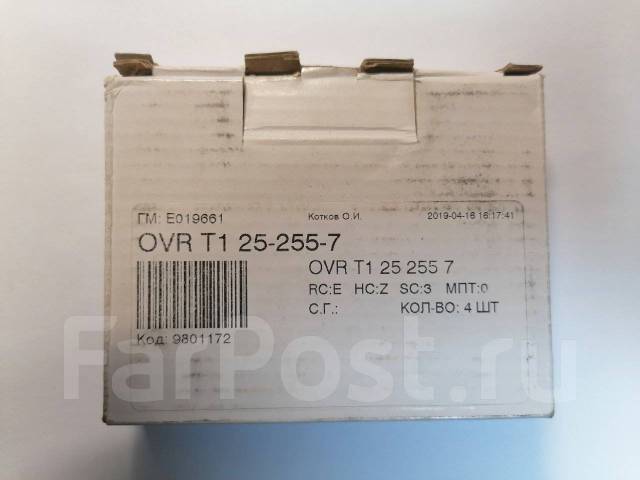 ГМ: E019661 Котков О.И. 2019-04-16 16:17:41
OVR T1 25-255-7
OVR T1 25 255 7
RC:E HC:Z SC:3 МПТ:0
С.Г.: КОЛ-ВО: 4 ШТ
Код: 9801172
FarPost.ru